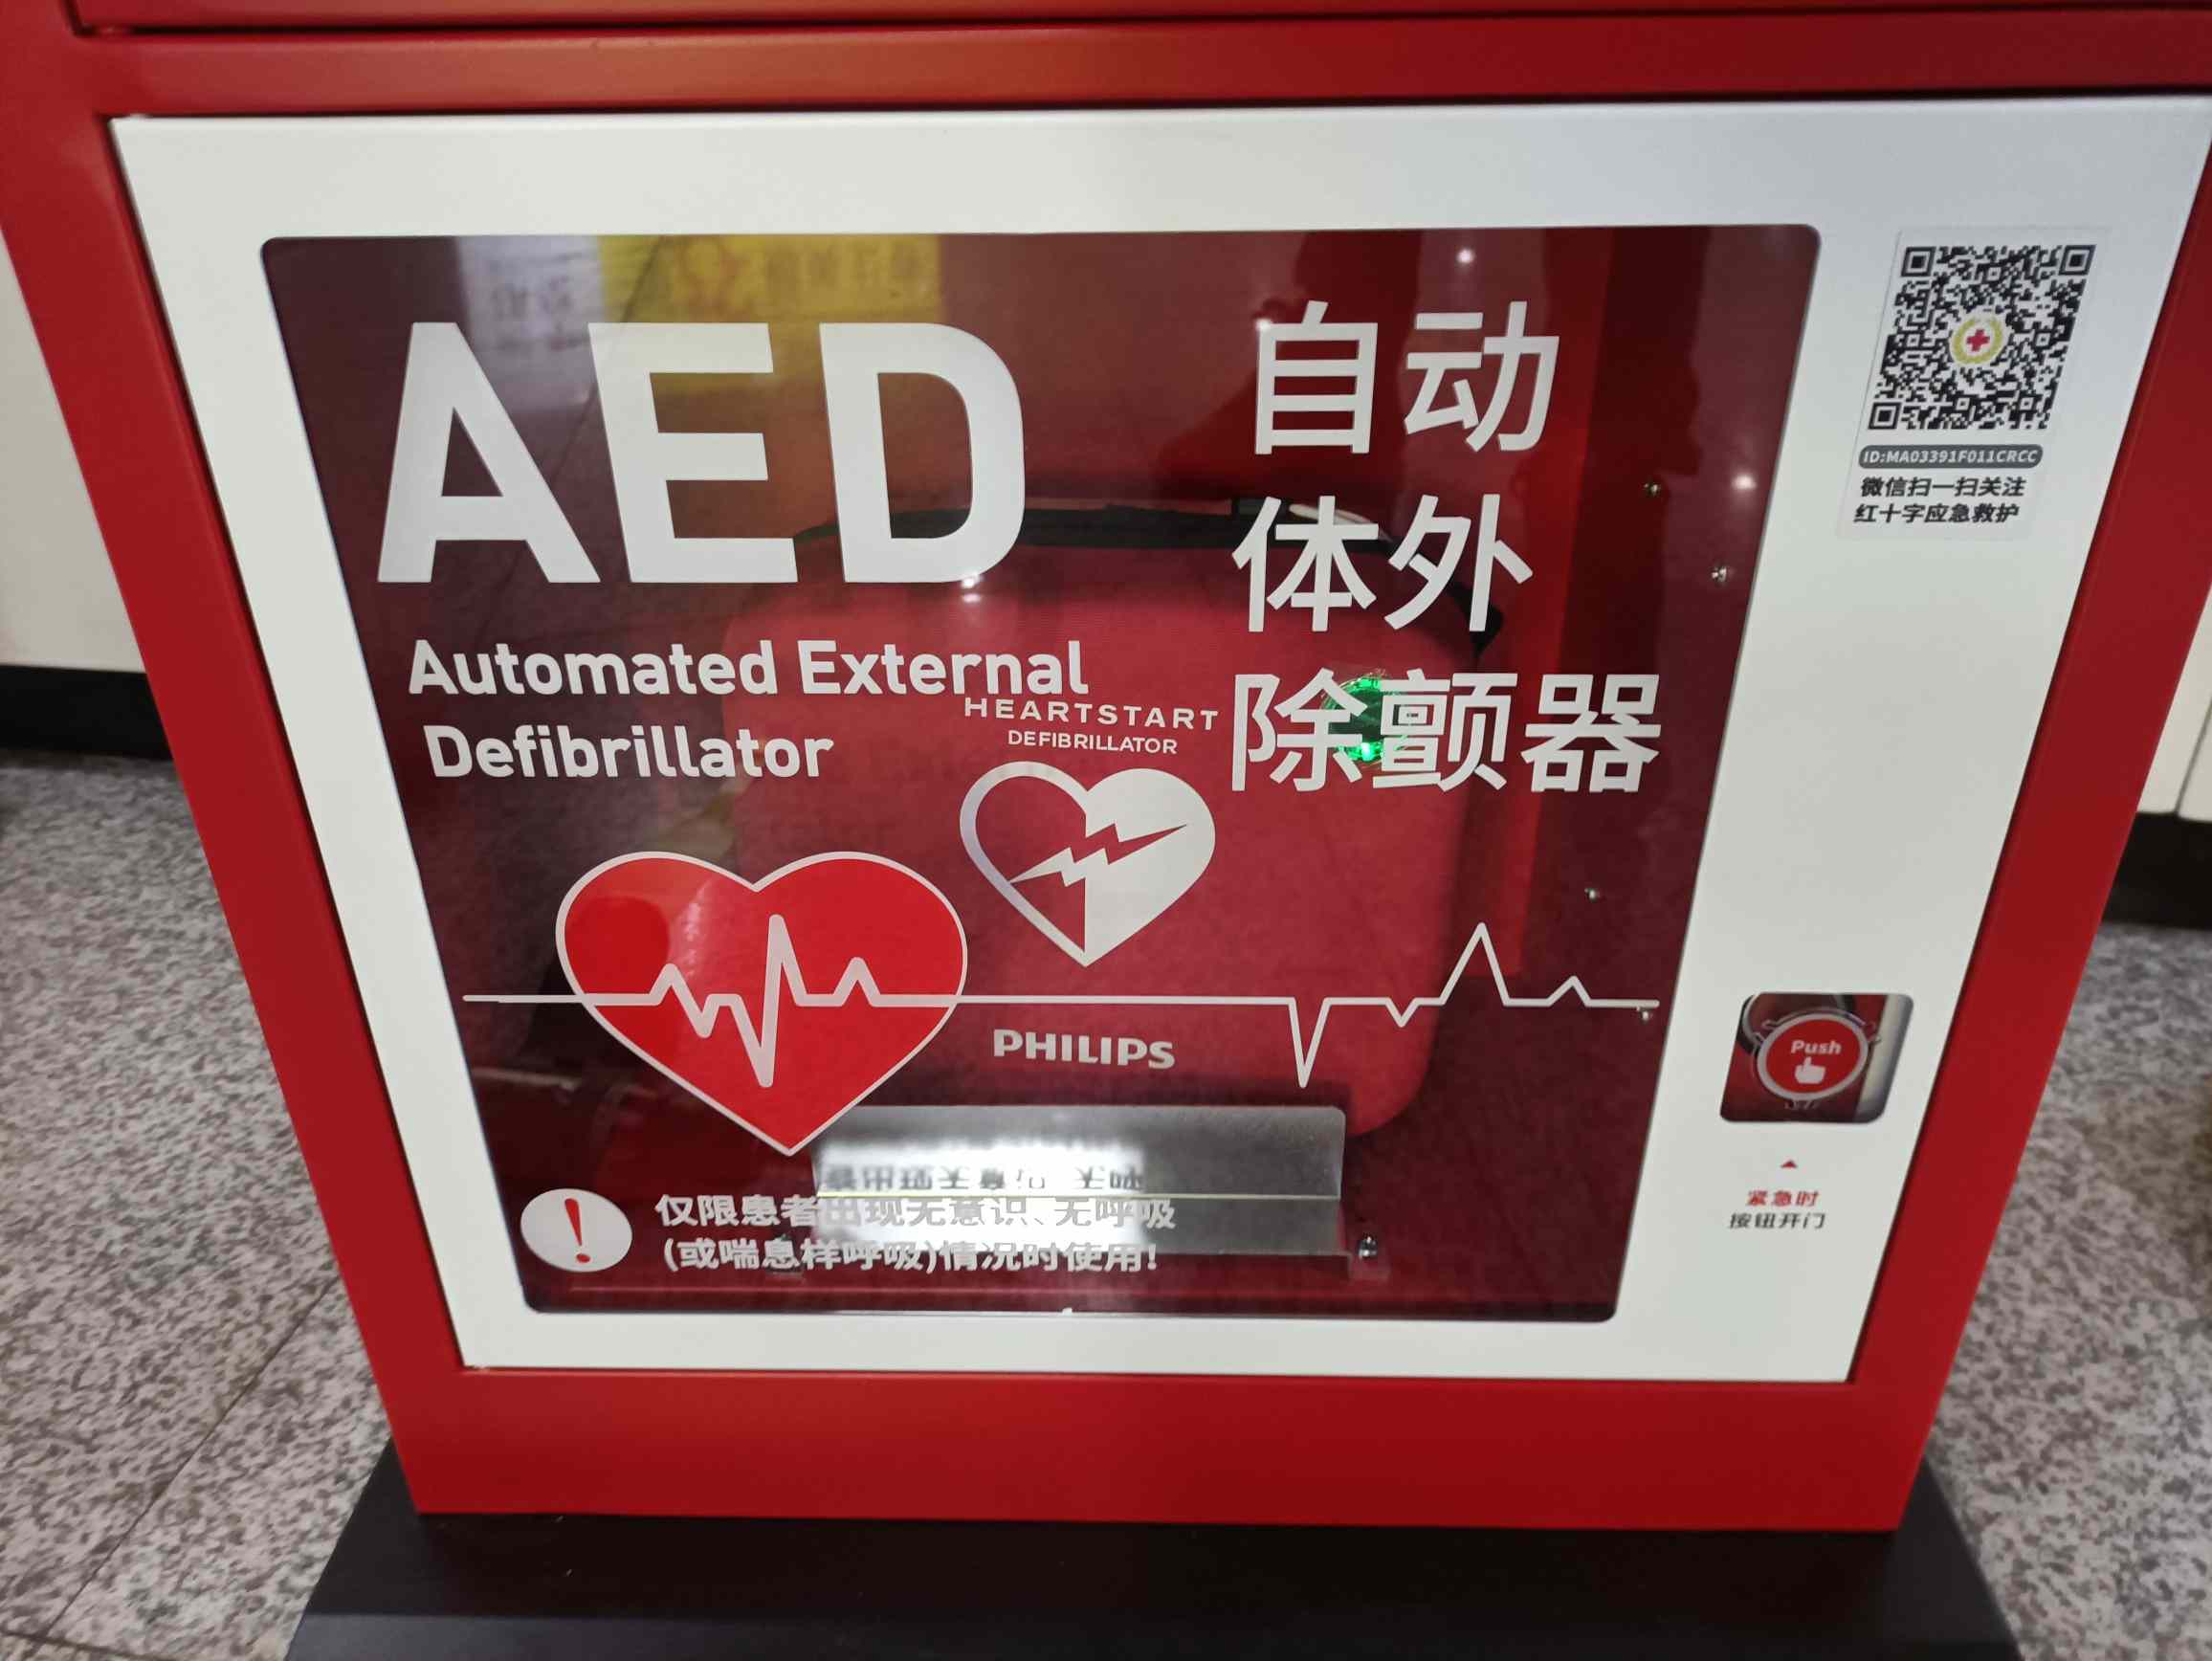 AED
自动
体外
除颤器
Automated External
Defibrillator
HEARTSTART
DEFIBRILLATOR
PHILIPS
仅限患者出现无意识、无呼吸
(或喘息样呼吸)情况时使用!
ID:MA03391F011CRCC
微信扫一扫关注
红十字应急救护
Push
紧急时
按钮开门